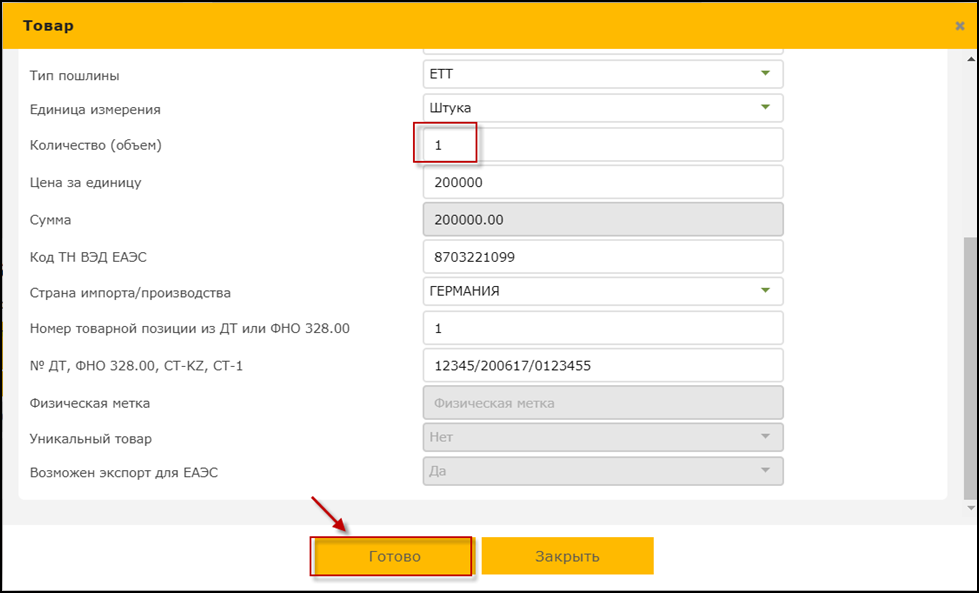 Товар
Тип пошлины ЕТТ
Единица измерения Штука
Количество (объем) 1
Цена за единицу 200000
Сумма 200000.00
Код ТН ВЭД ЕАЭС 8703221099
Страна импорта/производства ГЕРМАНИЯ
Номер товарной позиции из ДТ или ФНО 328.00 1
№ ДТ, ФНО 328.00, СТ-KZ, СТ-1 12345/200617/0123455
Физическая метка Физическая метка
Уникальный товар Нет
Возможен экспорт для ЕАЭС Да
Готово Закрыть